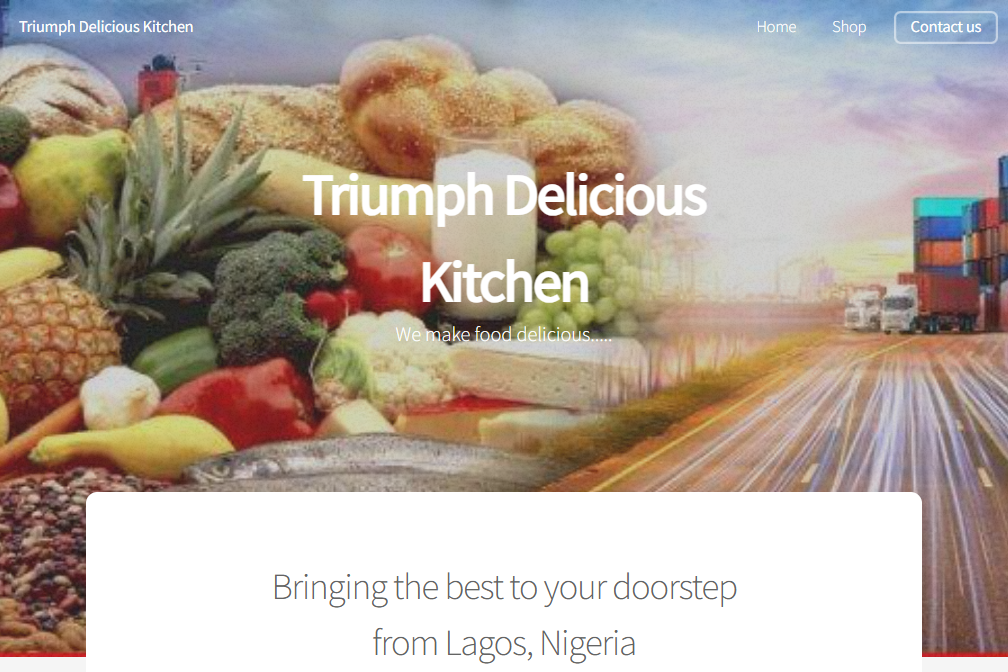 Triumph Delicious Kitchen
Home
Shop
Contact us
Triumph Delicious
Kitchen
We make food delicious.....
Bringing the best to your doorstep
from Lagos, Nigeria